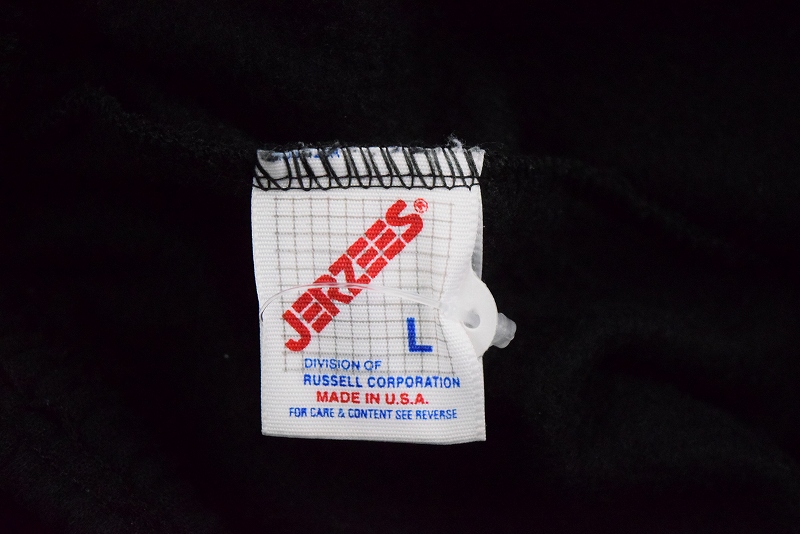 JERZEES®
L
DIVISION OF
RUSSELL CORPORATION
MADE IN U.S.A.
FOR CARE & CONTENT SEE REVERSE